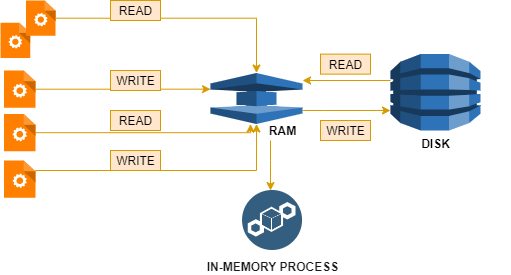 READ
WRITE
READ
WRITE
RAM
READ
WRITE
DISK
IN-MEMORY PROCESS